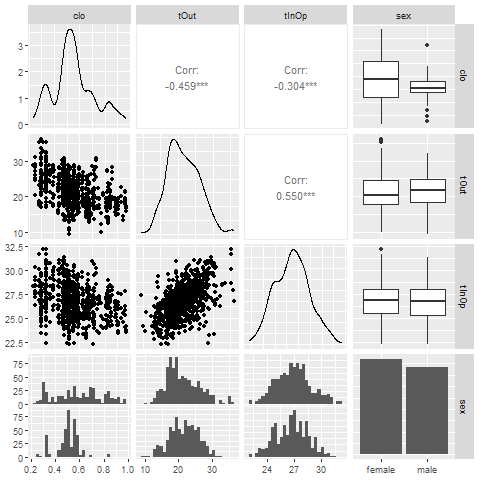 clo tOut tInOp sex
3
2
1
0
Corr:
-0.459***
Corr:
-0.304***
clo
30
20
10
Corr:
0.550***
tOut
32.5
30.0
27.5
25.0
22.5
tInOp
75
50
25
0
75
50
25
0
sex
0.2 0.4 0.6 0.8 1.0 10 20 30 24 27 30 female male